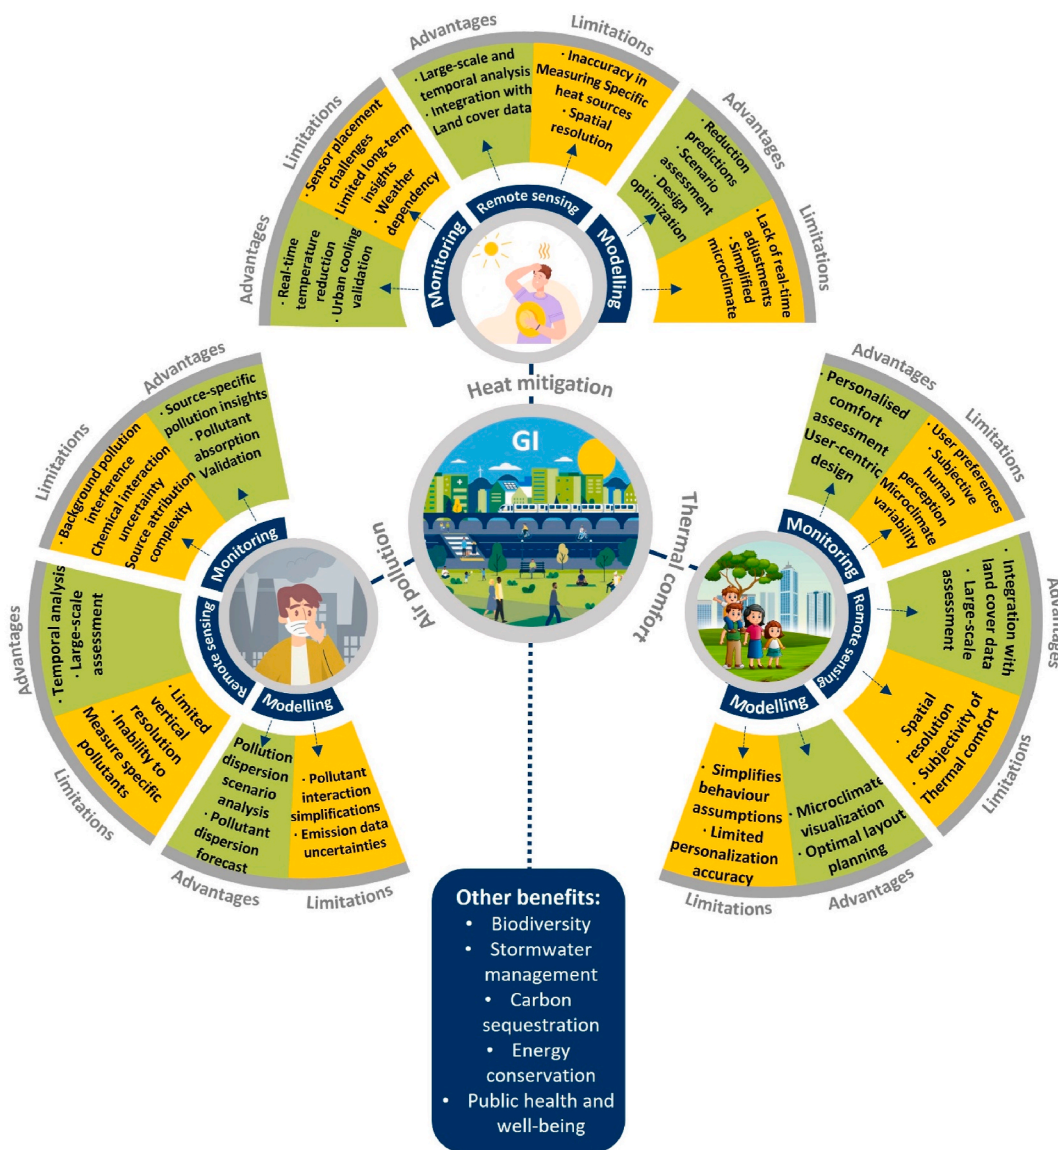 Advantages
· Real-time
temperature
reduction
· Urban cooling
validation
Limitations
· Sensor placement
challenges
· Limited long-term
insights
· Weather
dependency
Monitoring
Advantages
· Large-scale and
temporal analysis
· Integration with
Land cover data
Limitations
· Inaccuracy in
Measuring Specific
heat sources
· Spatial
resolution
Remote sensing
Advantages
· Reduction
predictions
· Scenario
assessment
· Design
optimization
Limitations
· Lack of real-time
adjustments
· Simplified
microclimate
Modelling
Heat mitigation
GI
Air pollution
Thermal comfort
Advantages
· Source-specific
pollution insights
· Pollutant
absorption
Validation
Limitations
· Background pollution
interference
Chemical interaction
uncertainty
Source attribution
complexity
Monitoring
Advantages
· Temporal analysis
· Large-scale
assessment
Limitations
· Limited
vertical
resolution
· Inability to
Measure specific
pollutants
Remote sensing
Modelling
Pollution
dispersion
scenario
analysis
· Pollutant
dispersion
forecast
Advantages
· Pollutant
interaction
simplifications
· Emission data
uncertainties
Limitations
Advantages
· Personalised
comfort
assessment
User-centric
design
Limitations
· User preferences
· Subjective
human
perception
Microclimate
variability
Monitoring
Advantages
· Integration with
land cover data
· Large-scale
assessment
Remote sensing
· Spatial
resolution
· Subjectivity of
Thermal comfort
Limitations
Modelling
· Simplifies
behaviour
assumptions
· Limited
personalization
accuracy
Limitations
· Microclimate
visualization
· Optimal layout
planning
Advantages
Other benefits:
• Biodiversity
• Stormwater
management
• Carbon
sequestration
• Energy
conservation
• Public health and
well-being